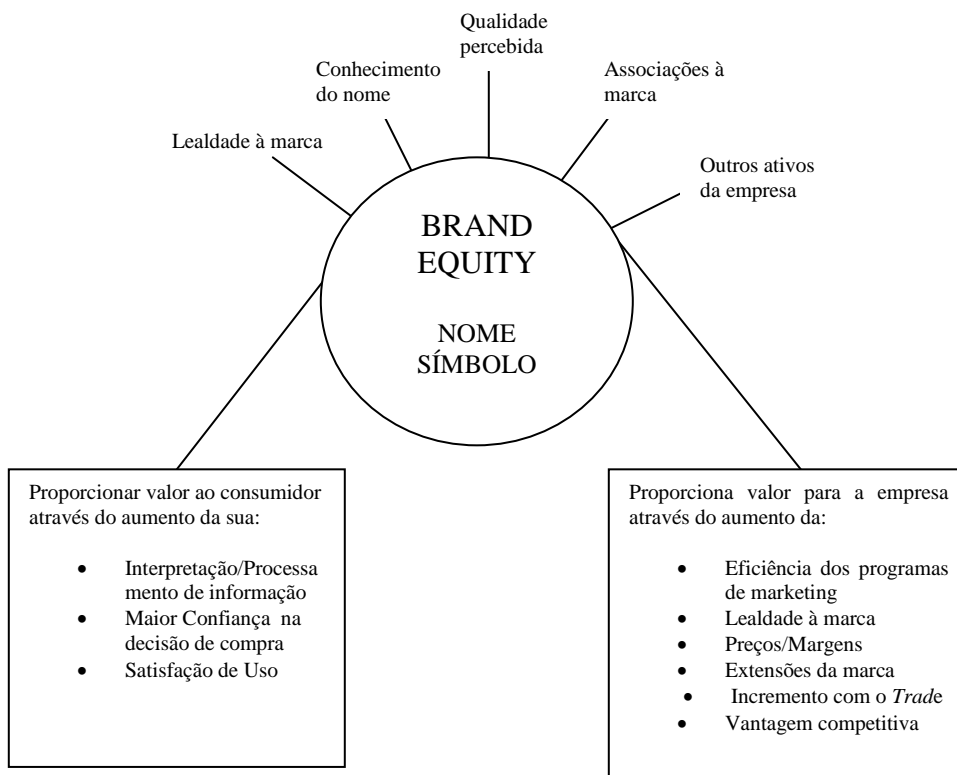 Qualidade
percebida
Conhecimento
do nome
Associações à
marca
Lealdade à marca
Outros ativos
da empresa
BRAND
EQUITY
NOME
SÍMBOLO
Proporcionar valor ao consumidor
através do aumento da sua:
• Interpretação/Processa
mento de informação
• Maior Confiança na
decisão de compra
• Satisfação de Uso
Proporciona valor para a empresa
através do aumento da:
• Eficiência dos programas
de marketing
• Lealdade à marca
• Preços/Margens
• Extensões da marca
• Incremento com o Trade
• Vantagem competitiva